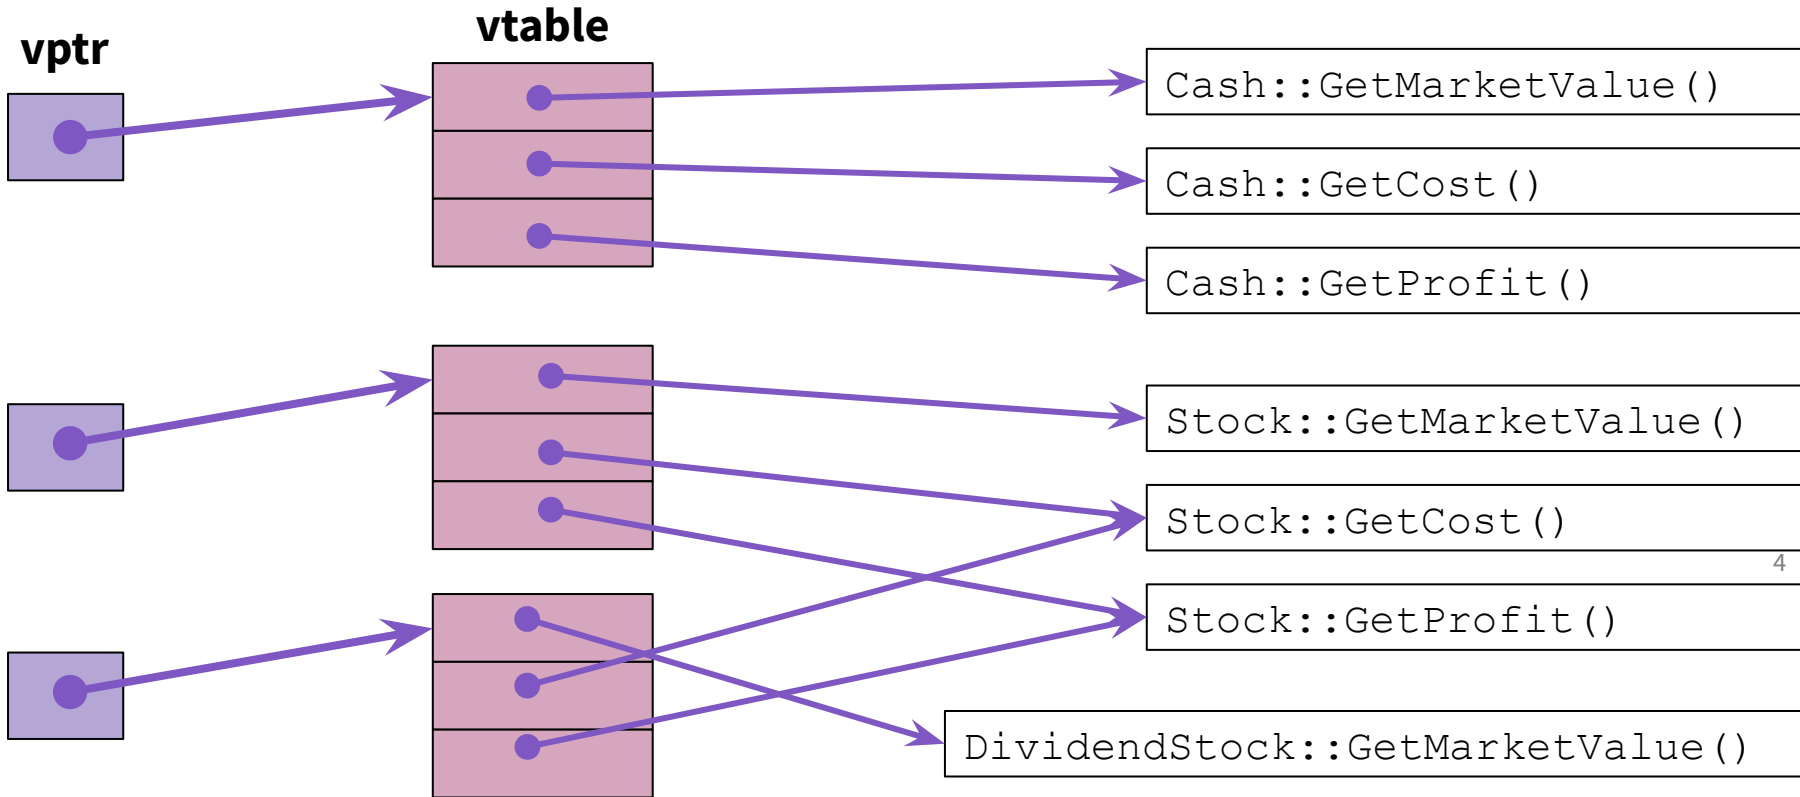 vptr
vtable
Cash::GetMarketValue()
Cash::GetCost()
Cash::GetProfit()
Stock::GetMarketValue()
Stock::GetCost()
4
Stock::GetProfit()
DividendStock::GetMarketValue()